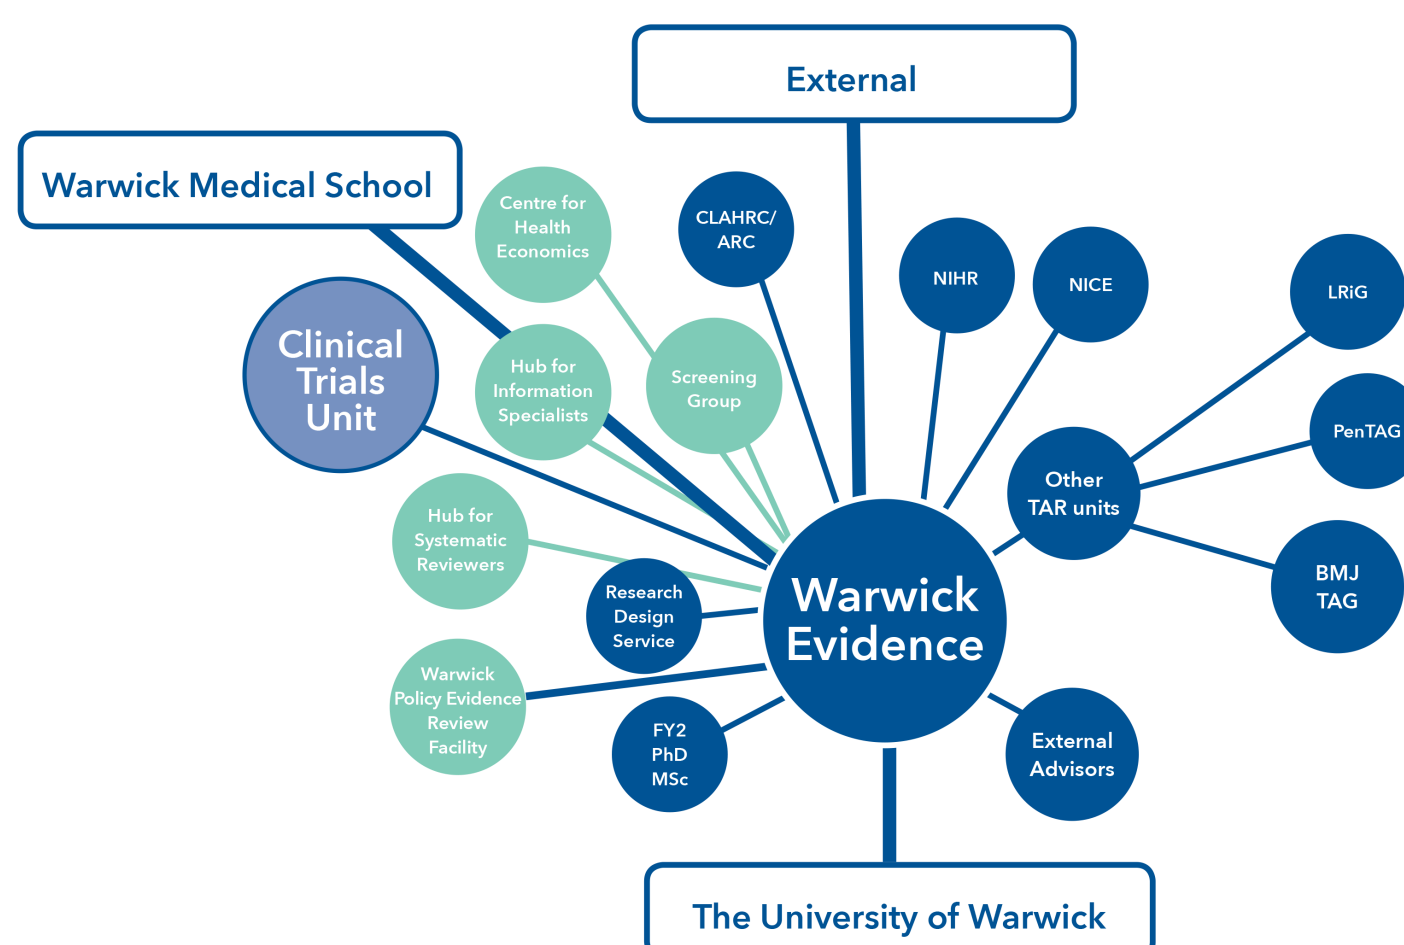 External
Warwick Medical School
Centre for
Health
Economics
CLAHRC/
ARC
NIHR
NICE
LRiG
Clinical
Trials
Unit
Hub for
Information
Specialists
Screening
Group
PenTAG
Other
TAR units
Hub for
Systematic
Reviewers
Research
Design
Service
Warwick
Evidence
BMJ
TAG
Warwick
Policy Evidence
Review
Facility
FY2
PhD
MSc
External
Advisors
The University of Warwick